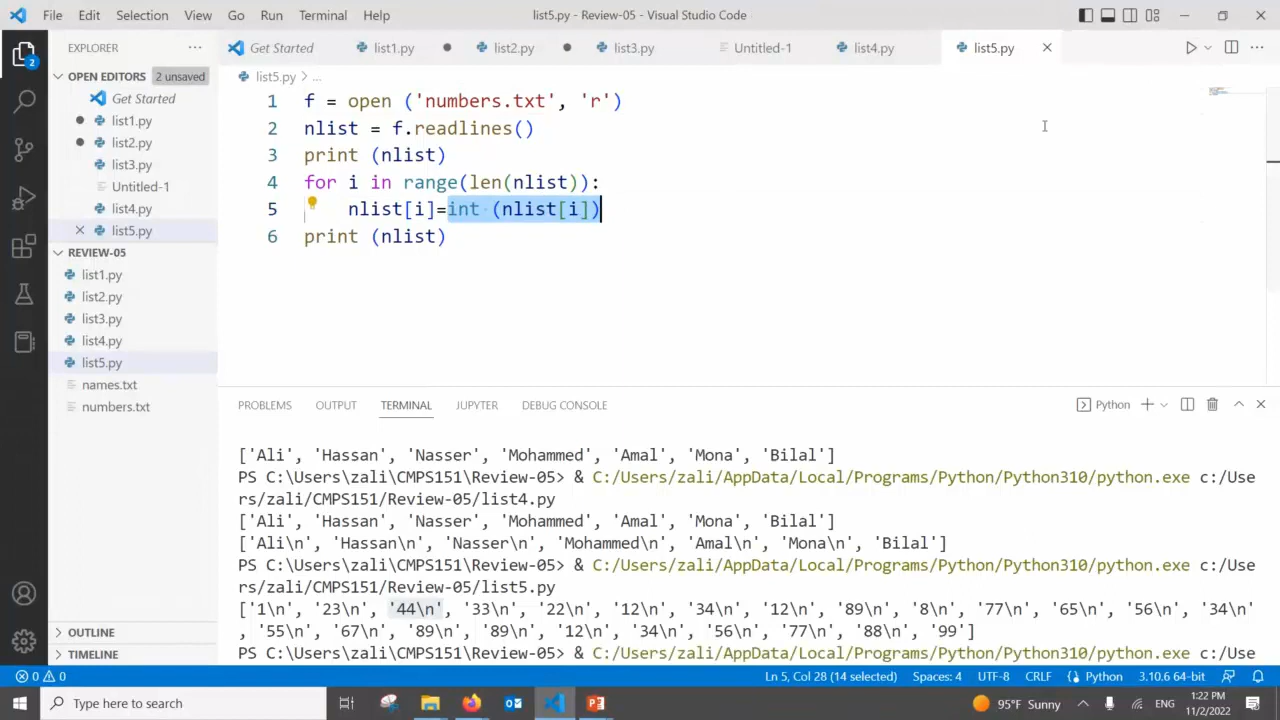 File Edit Selection View Go Run Terminal Help list5.py - Review-05 - Visual Studio Code
EXPLORER
Get Started list1.py list2.py list3.py Untitled-1 list4.py list5.py
OPEN EDITORS 2 unsaved
Get Started
list1.py
list2.py
list3.py
Untitled-1
list4.py
list5.py
REVIEW-05
list1.py
list2.py
list3.py
list4.py
list5.py
names.txt
numbers.txt
OUTLINE
TIMELINE
list5.py > ...
1 f = open ('numbers.txt', 'r')
2 nlist = f.readlines()
3 print (nlist)
4 for i in range(len(nlist)):
5 nlist[i]=int (nlist[i])
6 print (nlist)
PROBLEMS OUTPUT TERMINAL JUPYTER DEBUG CONSOLE Python
['Ali', 'Hassan', 'Nasser', 'Mohammed', 'Amal', 'Mona', 'Bilal']
PS C:\Users\zali\CMPS151\Review-05> & C:/Users/zali/AppData/Local/Programs/Python/Python310/python.exe c:/Use
rs/zali/CMPS151/Review-05/list4.py
['Ali', 'Hassan', 'Nasser', 'Mohammed', 'Amal', 'Mona', 'Bilal']
['Ali\n', 'Hassan\n', 'Nasser\n', 'Mohammed\n', 'Amal\n', 'Mona\n', 'Bilal']
PS C:\Users\zali\CMPS151\Review-05> & C:/Users/zali/AppData/Local/Programs/Python/Python310/python.exe c:/Use
rs/zali/CMPS151/Review-05/list5.py
['1\n', '23\n', '44\n', '33\n', '22\n', '12\n', '34\n', '12\n', '89\n', '8\n', '77\n', '65\n', '56\n', '34\n'
, '55\n', '67\n', '89\n', '89\n', '12\n', '34\n', '56\n', '77\n', '88\n', '99']
PS C:\Users\zali\CMPS151\Review-05> & C:/Users/zali/AppData/Local/Programs/Python/Python310/python.exe c:/Use
2
0 0 Ln 5, Col 28 (14 selected) Spaces: 4 UTF-8 CRLF Python 3.10.6 64-bit
Type here to search 95°F Sunny ENG 1:22 PM
11/2/2022